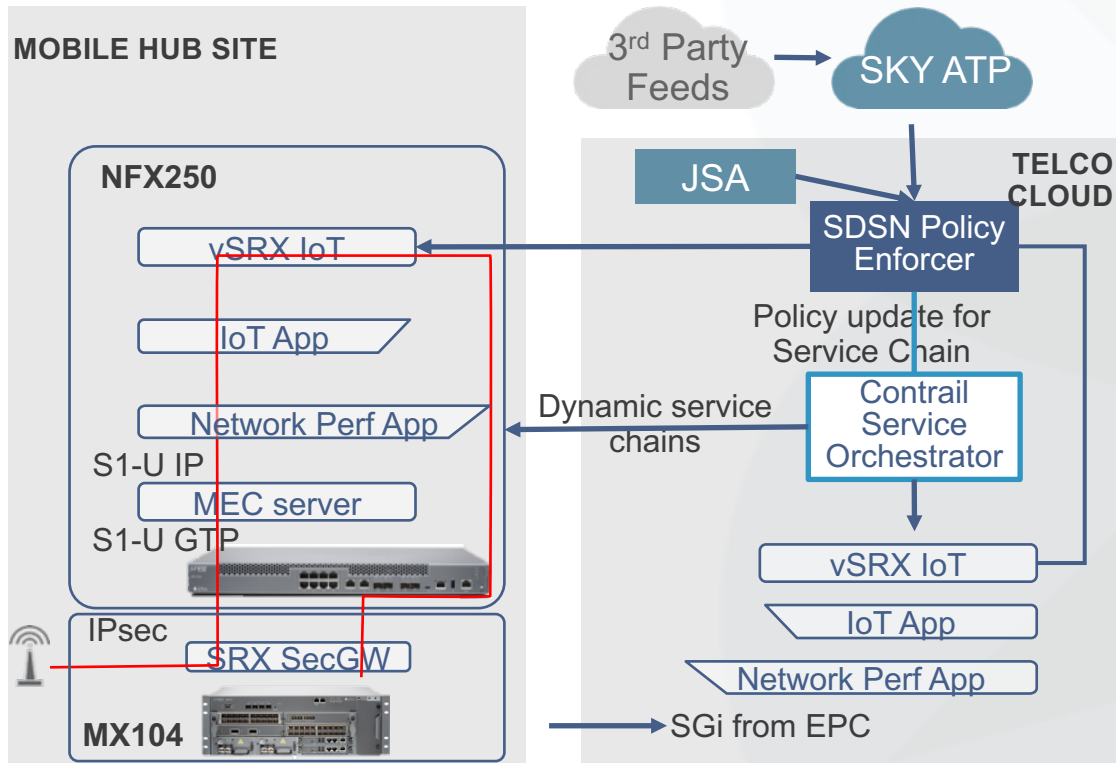 MOBILE HUB SITE
3rd Party
Feeds
SKY ATP
NFX250
JSA
TELCO
CLOUD
vSRX IoT
SDSN Policy
Enforcer
IoT App
Policy update for
Service Chain
Network Perf App
Dynamic service
chains
Contrail
Service
Orchestrator
S1-U IP
MEC server
S1-U GTP
vSRX IoT
IoT App
IPsec
SRX SecGW
Network Perf App
MX104
SGi from EPC